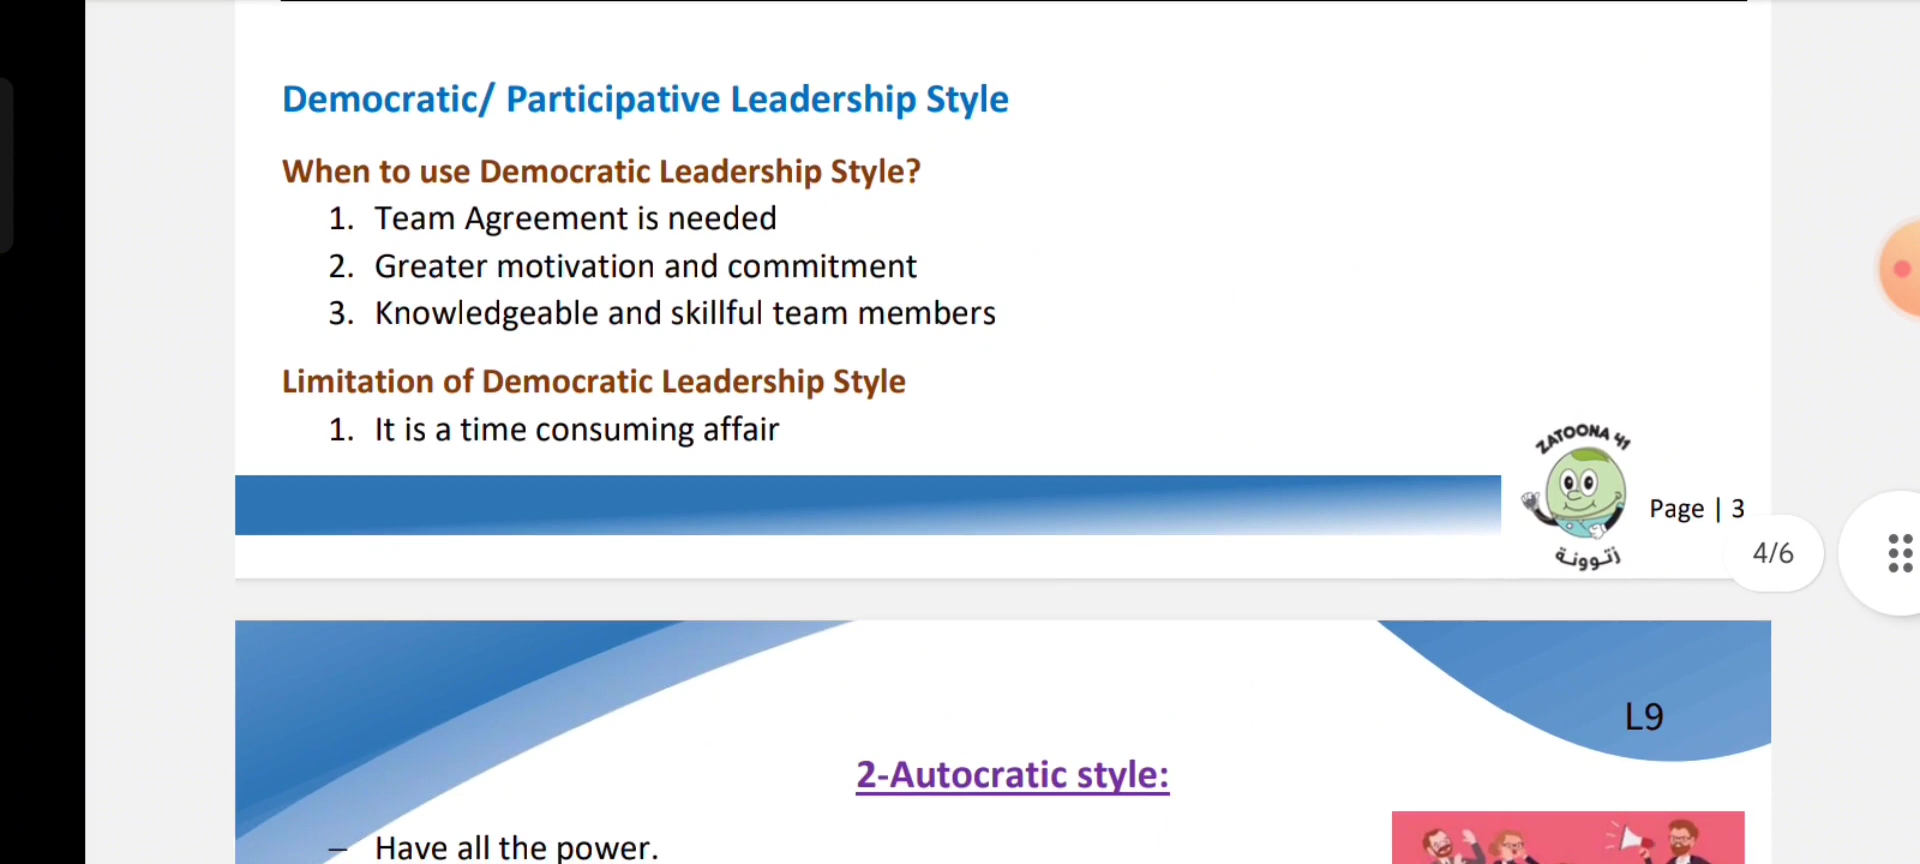 Democratic/ Participative Leadership Style
When to use Democratic Leadership Style?
1. Team Agreement is needed
2. Greater motivation and commitment
3. Knowledgeable and skillful team members
Limitation of Democratic Leadership Style
1. It is a time consuming affair
ZATOONA 41
زتوونة
Page | 3
4/6
L9
2-Autocratic style:
– Have all the power.